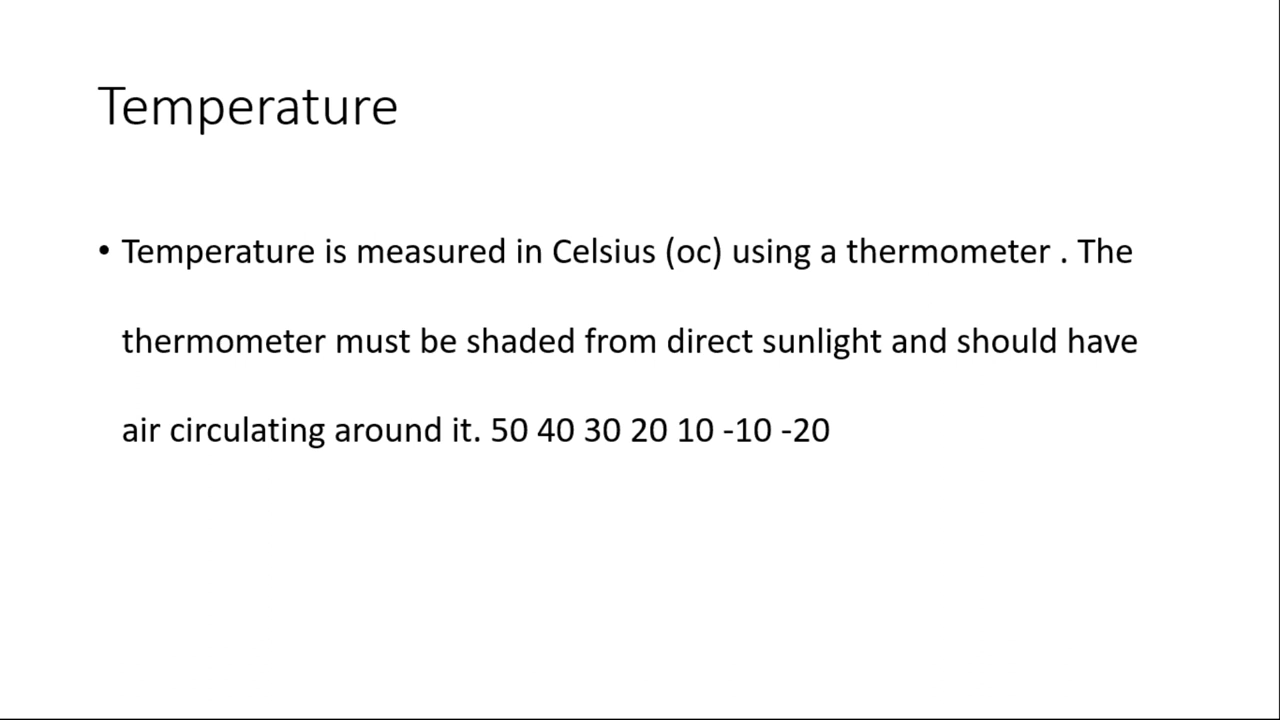 Temperature
• Temperature is measured in Celsius (oc) using a thermometer . The
thermometer must be shaded from direct sunlight and should have
air circulating around it. 50 40 30 20 10 -10 -20